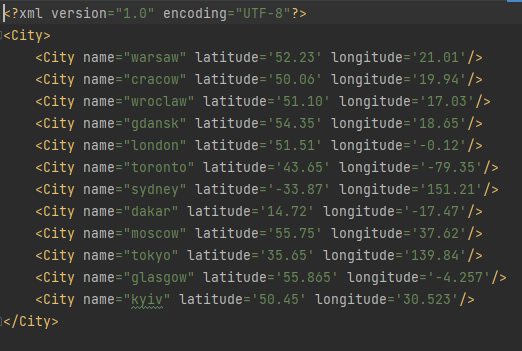 <?xml version="1.0" encoding="UTF-8"?>
<City>
<City name="warsaw" latitude='52.23' longitude='21.01'/>
<City name="cracow" latitude='50.06' longitude='19.94'/>
<City name="wroclaw" latitude='51.10' longitude='17.03'/>
<City name="gdansk" latitude='54.35' longitude='18.65'/>
<City name="london" latitude='51.51' longitude='-0.12'/>
<City name="toronto" latitude='43.65' longitude='-79.35'/>
<City name="sydney" latitude='-33.87' longitude='151.21'/>
<City name="dakar" latitude='14.72' longitude='-17.47'/>
<City name="moscow" latitude='55.75' longitude='37.62'/>
<City name="tokyo" latitude='35.65' longitude='139.84'/>
<City name="glasgow" latitude='55.865' longitude='-4.257'/>
<City name="kyiv" latitude='50.45' longitude='30.523'/>
</City>